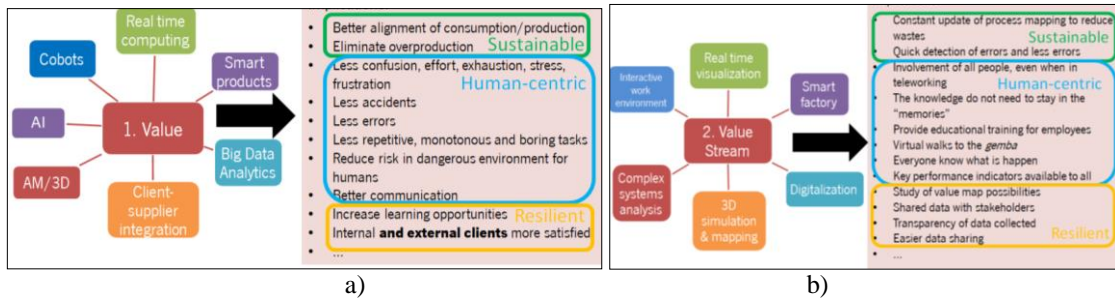 Real time
computing
Cobots
Smart
products
AI
1. Value
Big Data
Analytics
AM/3D
Client-
supplier
integration
• Better alignment of consumption/production
• Eliminate overproduction
Sustainable
• Less confusion, effort, exhaustion, stress,
frustration
Human-centric
• Less accidents
• Less errors
• Less repetitive, monotonous and boring tasks
• Reduce risk in dangerous environment for
humans
• Better communication
• Increase learning opportunities
Resilient
• Internal and external clients more satisfied
• ...
a)
Real time
visualization
Interactive
work
environment
Smart
factory
2. Value
Stream
Complex
systems
analysis
Digitalization
3D
simulation
& mapping
• Constant update of process mapping to reduce
wastes
Sustainable
• Quick detection of errors and less errors
• Involvement of all people, even when in
teleworking
Human-centric
• The knowledge do not need to stay in the
"memories"
• Provide educational training for employees
• Virtual walks to the gemba
• Everyone know what is happen
• Key performance indicators available to all
• Study of value map possibilities
• Shared data with stakeholders
• Transparency of data collected
• Easier data sharing
Resilient
• ...
b)